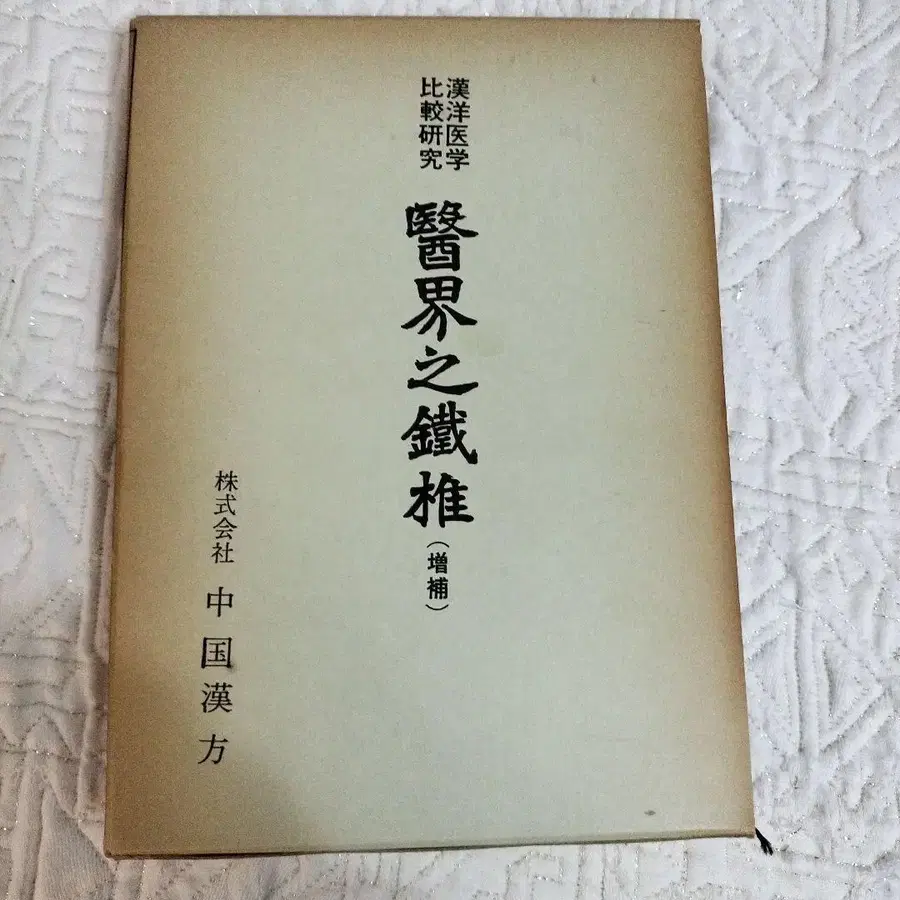 漢洋医学
比較研究
醫界之鐵椎
（増補）
株式会社 中国漢方